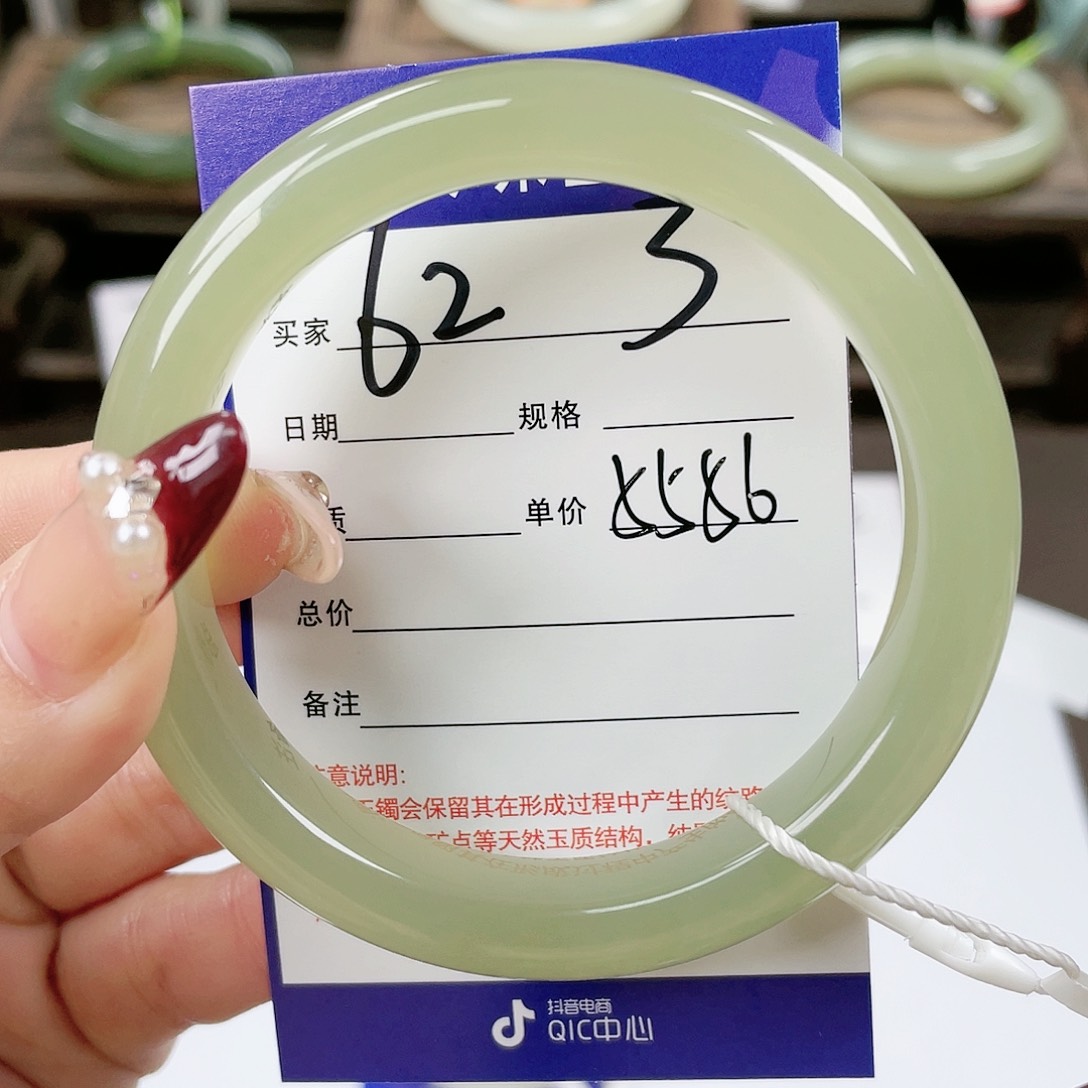 62 3
买家
日期 规格
质 单价 8586
总价
备注
注意说明:
玉镯会保留其在形成过程中产生的纹路
矿点等天然玉质结构,
抖音电商
QIC中心